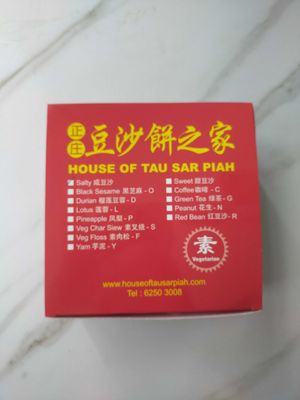 正庄 豆沙餅之家
HOUSE OF TAU SAR PIAH
Salty 咸豆沙
Black Sesame 黑芝麻 - O
Durian 榴莲豆蓉 - D
Lotus 莲蓉 - L
Pineapple 凤梨 - P
Veg Char Siew 素叉烧 - S
Veg Floss 素肉松 - F
Yam 芋泥 - Y
Sweet 甜豆沙
Coffee 咖啡 - C
Green Tea 绿茶 - G
Peanut 花生 - N
Red Bean 红豆沙 - R
素
Vegetarian
www.houseoftausarpiah.com
Tel : 6250 3008